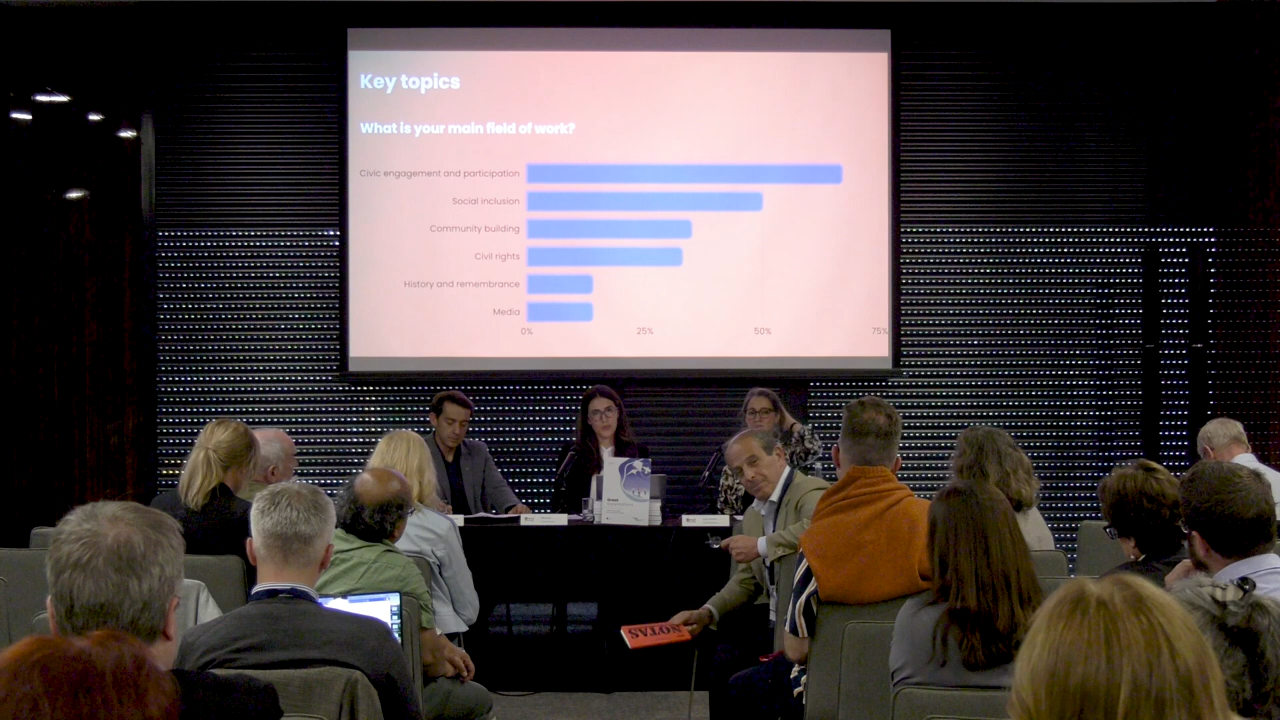 Key topics
What is your main field of work?
Civic engagement and participation
Social inclusion
Community building
Civil rights
History and remembrance
Media
0% 25% 50% 75%
NOTAS